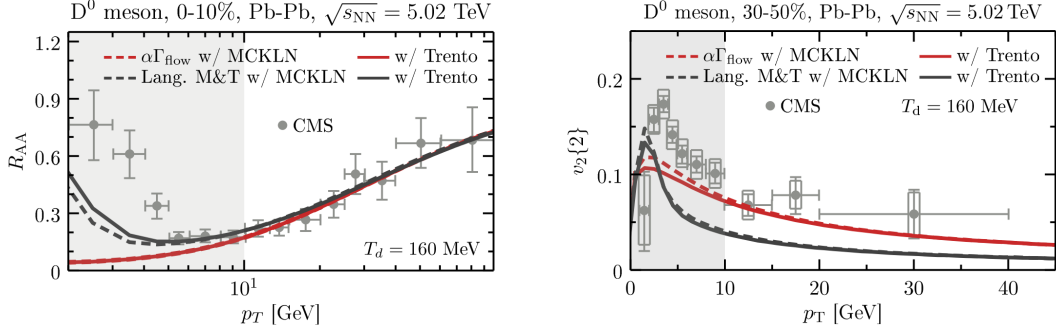 D⁰ meson, 0-10%, Pb-Pb, √sNN = 5.02 TeV
1.2
0.9
0.6
0.3
0
RAA
αΓflow w/ MCKLN
w/ Trento
Lang. M&T w/ MCKLN
w/ Trento
CMS
Td = 160 MeV
10¹
pT [GeV]
D⁰ meson, 30-50%, Pb-Pb, √sNN = 5.02 TeV
0.2
0.1
0
v₂{2}
αΓflow w/ MCKLN
w/ Trento
Lang. M&T w/ MCKLN
w/ Trento
CMS
Td = 160 MeV
0
10
20
30
40
pT [GeV]